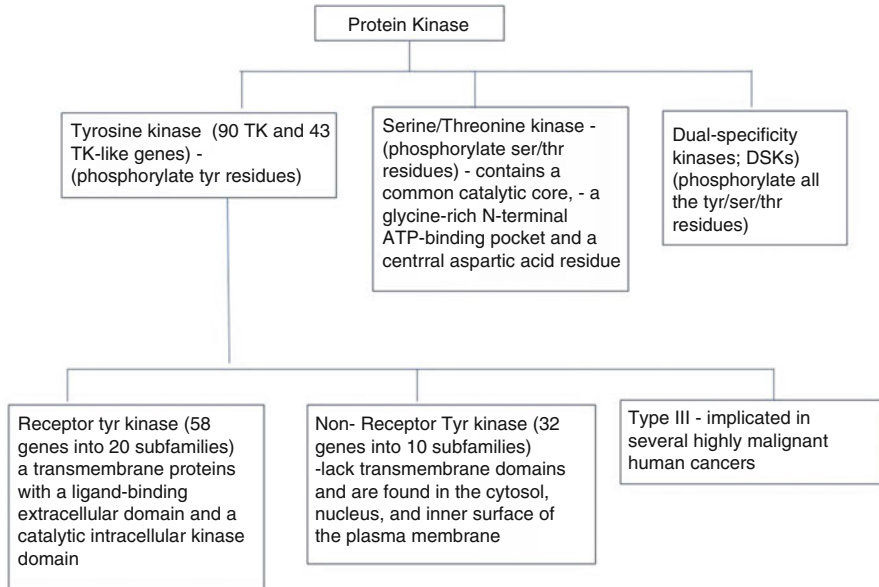 Protein Kinase
Tyrosine kinase (90 TK and 43
TK-like genes) -
(phosphorylate tyr residues)
Serine/Threonine kinase -
(phosphorylate ser/thr
residues) - contains a
common catalytic core, - a
glycine-rich N-terminal
ATP-binding pocket and a
centrral aspartic acid residue
Dual-specificity
kinases; DSKs)
(phosphorylate all
the tyr/ser/thr
residues)
Receptor tyr kinase (58
genes into 20 subfamilies)
a transmembrane proteins
with a ligand-binding
extracellular domain and a
catalytic intracellular kinase
domain
Non- Receptor Tyr kinase (32
genes into 10 subfamilies)
-lack transmembrane domains
and are found in the cytosol,
nucleus, and inner surface of
the plasma membrane
Type III - implicated in
several highly malignant
human cancers